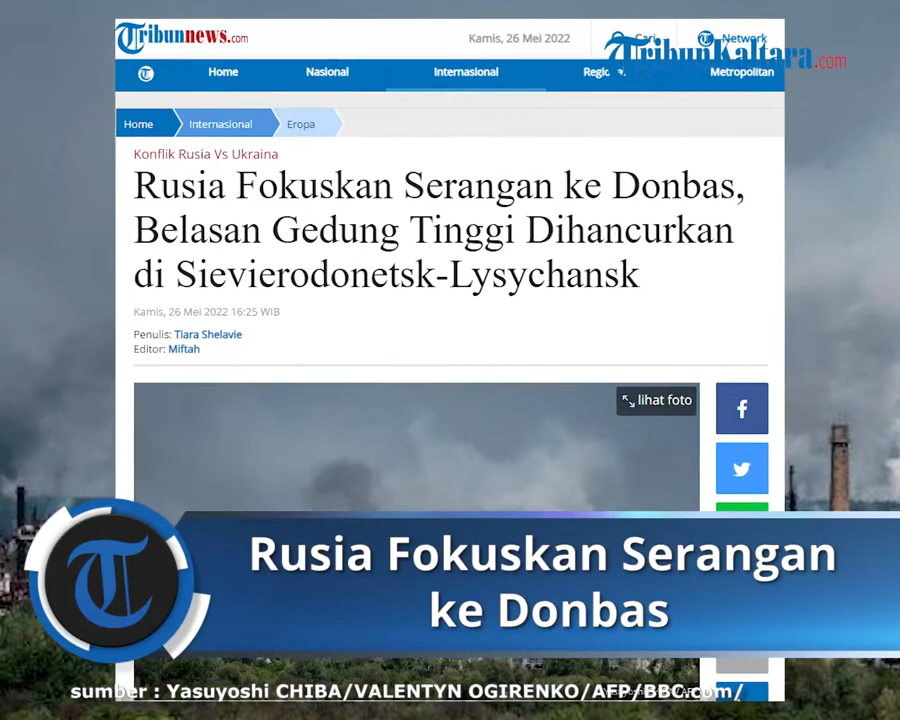 Tribunnews.com
Kamis, 26 Mei 2022
Cari
Network
TribunKaltara.com
Home
Nasional
Internasional
Metropolitan
Home
Internasional
Eropa
Konflik Rusia Vs Ukraina
Rusia Fokuskan Serangan ke Donbas,
Belasan Gedung Tinggi Dihancurkan
di Sievierodonetsk-Lysychansk
Kamis, 26 Mei 2022 16:25 WIB
Penulis: Tiara Shelavie
Editor: Miftah
lihat foto
Rusia Fokuskan Serangan
ke Donbas
sumber : Yasuyoshi CHIBA/VALENTYN OGIRENKO/AFP/BBC.com/